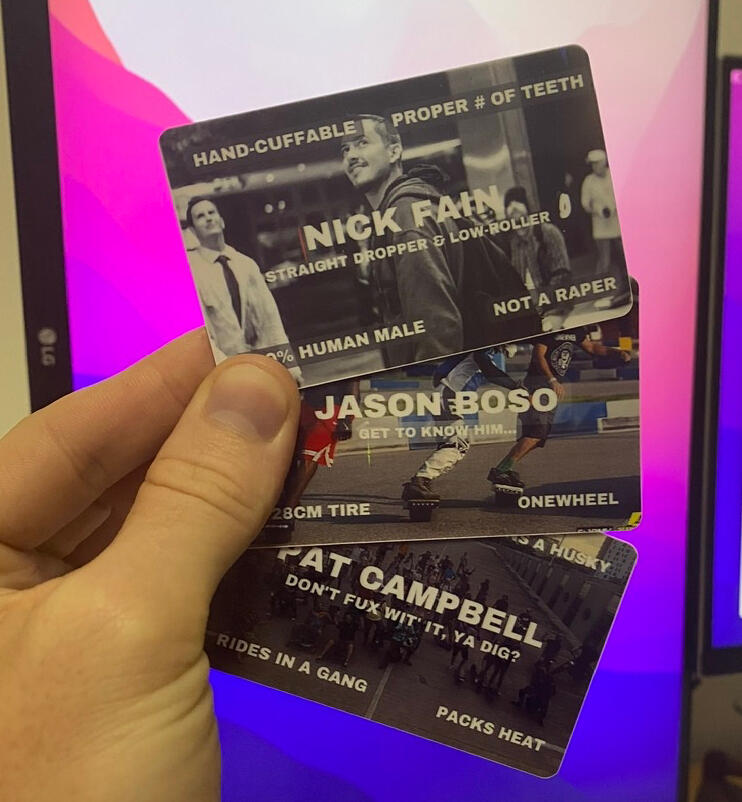 HAND-CUFFABLE
PROPER # OF TEETH
NICK FAIN
STRAIGHT DROPPER & LOW-ROLLER
% HUMAN MALE
NOT A RAPER
JASON BOSO
GET TO KNOW HIM...
28CM TIRE
ONEWHEEL
A HUSKY
PAT CAMPBELL
DON'T FUX WIT' IT, YA DIG?
RIDES IN A GANG
PACKS HEAT
LG